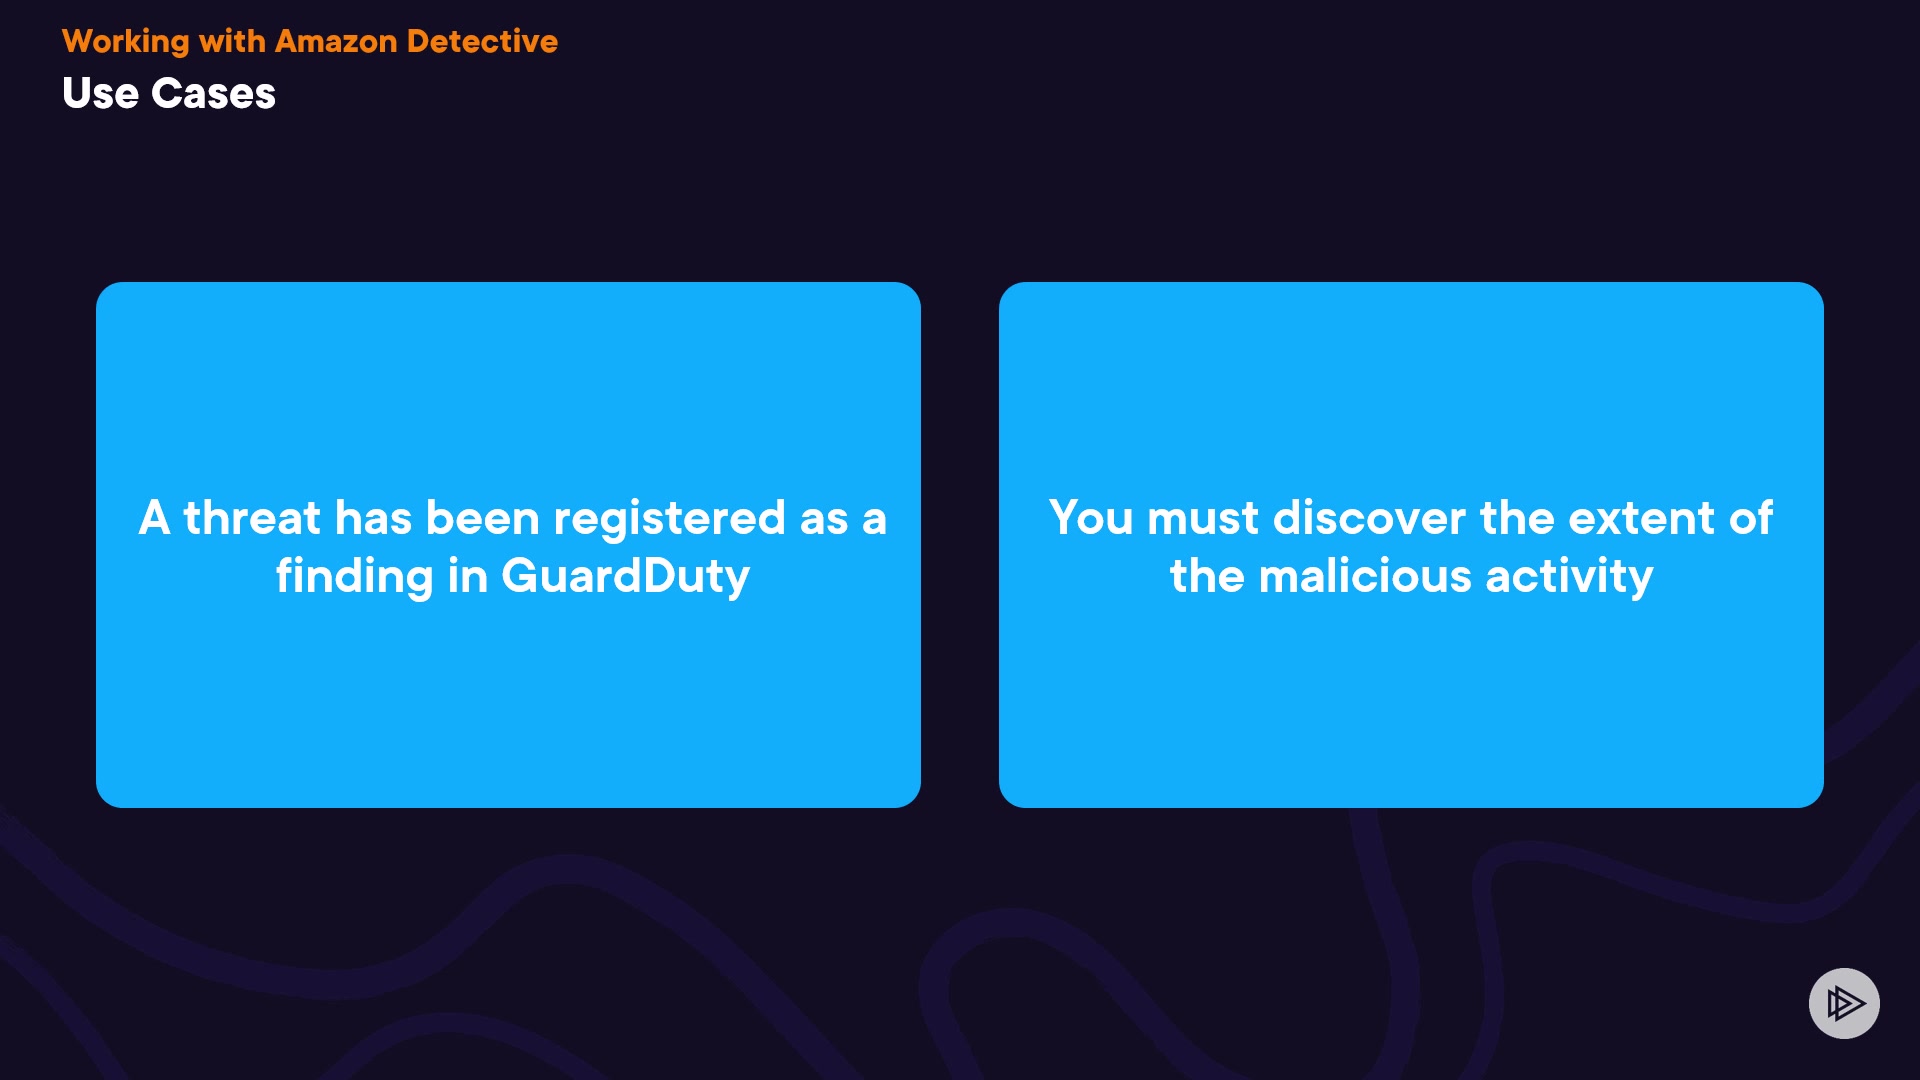 Working with Amazon Detective
Use Cases
A threat has been registered as a
finding in GuardDuty
You must discover the extent of
the malicious activity